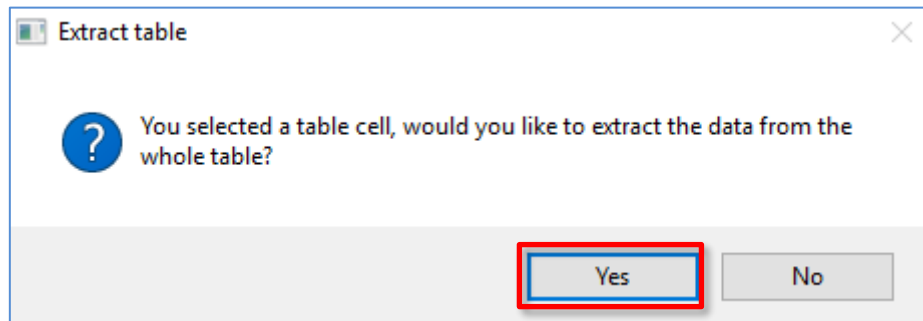 Extract table
You selected a table cell, would you like to extract the data from the
whole table?
Yes
No